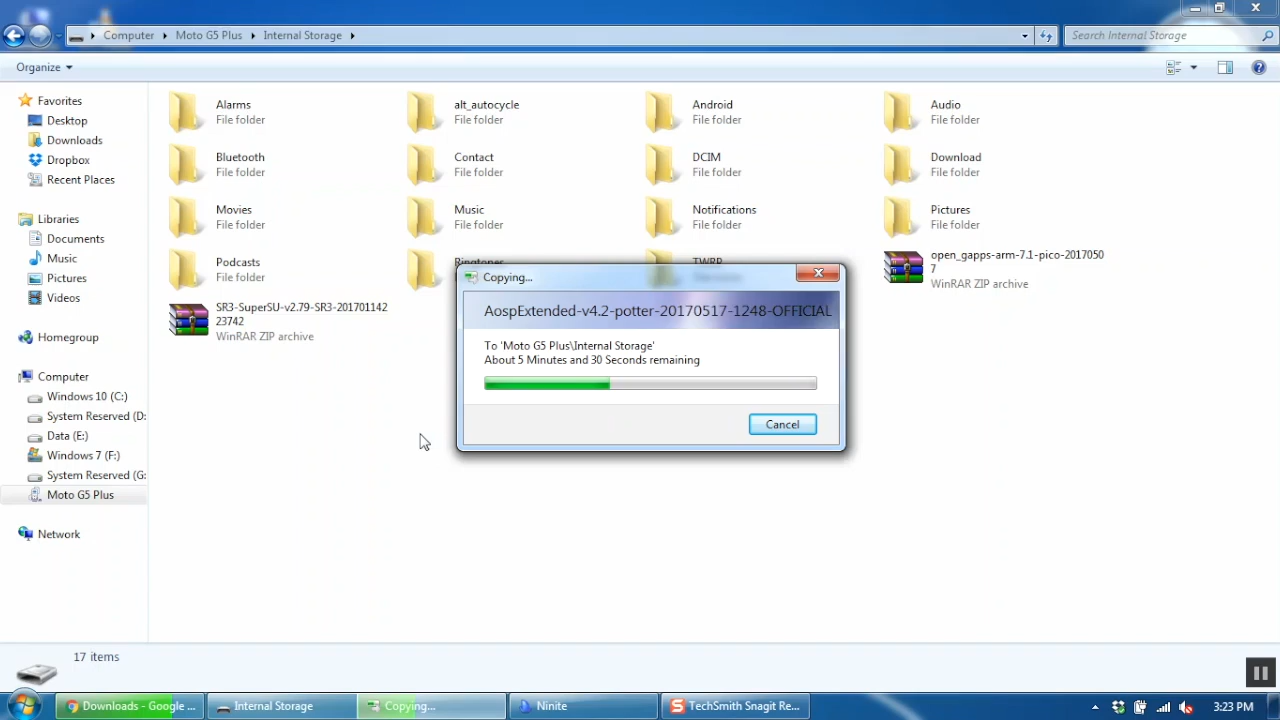 Computer Moto G5 Plus Internal Storage
Search Internal Storage
Organize
Favorites
Desktop
Downloads
Dropbox
Recent Places
Libraries
Documents
Music
Pictures
Videos
Homegroup
Computer
Windows 10 (C:)
System Reserved (D:
Data (E:)
Windows 7 (F:)
System Reserved (G:
Moto G5 Plus
Network
Alarms
File folder
alt_autocycle
File folder
Android
File folder
Audio
File folder
Bluetooth
File folder
Contact
File folder
DCIM
File folder
Download
File folder
Movies
File folder
Music
File folder
Notifications
File folder
Pictures
File folder
Podcasts
File folder
Ringtones
TWRP
open_gapps-arm-7.1-pico-2017050
7
WinRAR ZIP archive
SR3-SuperSU-v2.79-SR3-201701142
23742
WinRAR ZIP archive
Copying...
AospExtended-v4.2-potter-20170517-1248-OFFICIAL
To 'Moto G5 Plus\Internal Storage'
About 5 Minutes and 30 Seconds remaining
Cancel
17 items
Downloads - Google ...
Internal Storage
Copying...
Ninite
TechSmith Snagit Re...
3:23 PM